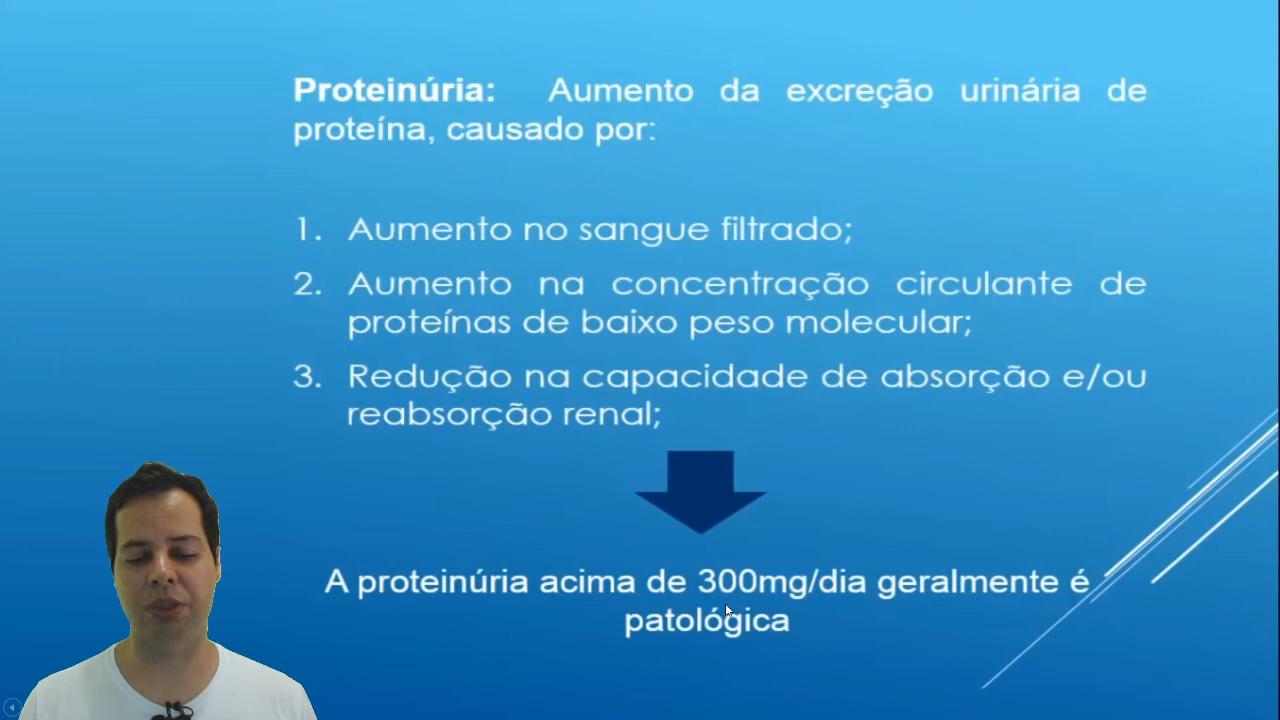 Proteinúria: Aumento da excreção urinária de
proteína, causado por:
1. Aumento no sangue filtrado;
2. Aumento na concentração circulante de
proteínas de baixo peso molecular;
3. Redução na capacidade de absorção e/ou
reabsorção renal;
A proteinúria acima de 300mg/dia geralmente é
patológica